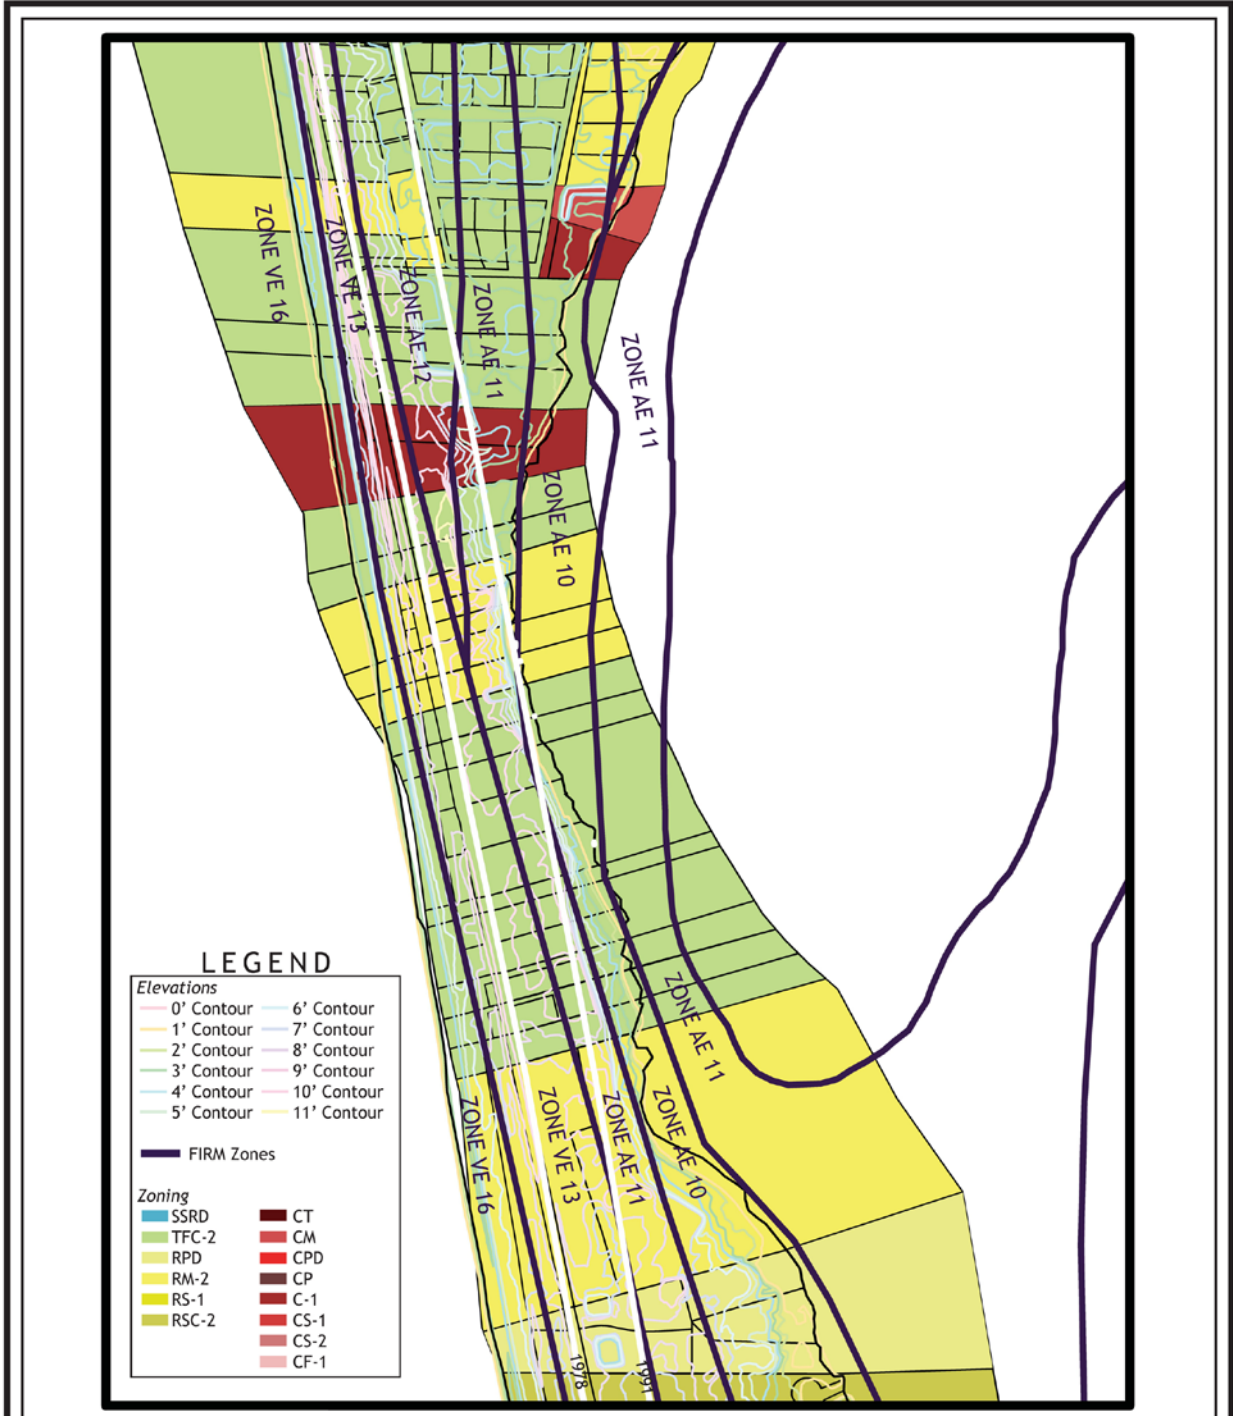 ZONE VE 16
ZONE VE 13
ZONE AE 12
ZONE AE 11
ZONE AE 11
ZONE AE 10
ZONE AE 11
ZONE VE 16
ZONE VE 13
ZONE AE 11
ZONE AE 10
1978
1991
LEGEND
Elevations
0' Contour 6' Contour
1' Contour 7' Contour
2' Contour 8' Contour
3' Contour 9' Contour
4' Contour 10' Contour
5' Contour 11' Contour
FIRM Zones
Zoning
SSRD CT
TFC-2 CM
RPD CPD
RM-2 CP
RS-1 C-1
RSC-2 CS-1
CS-2
CF-1